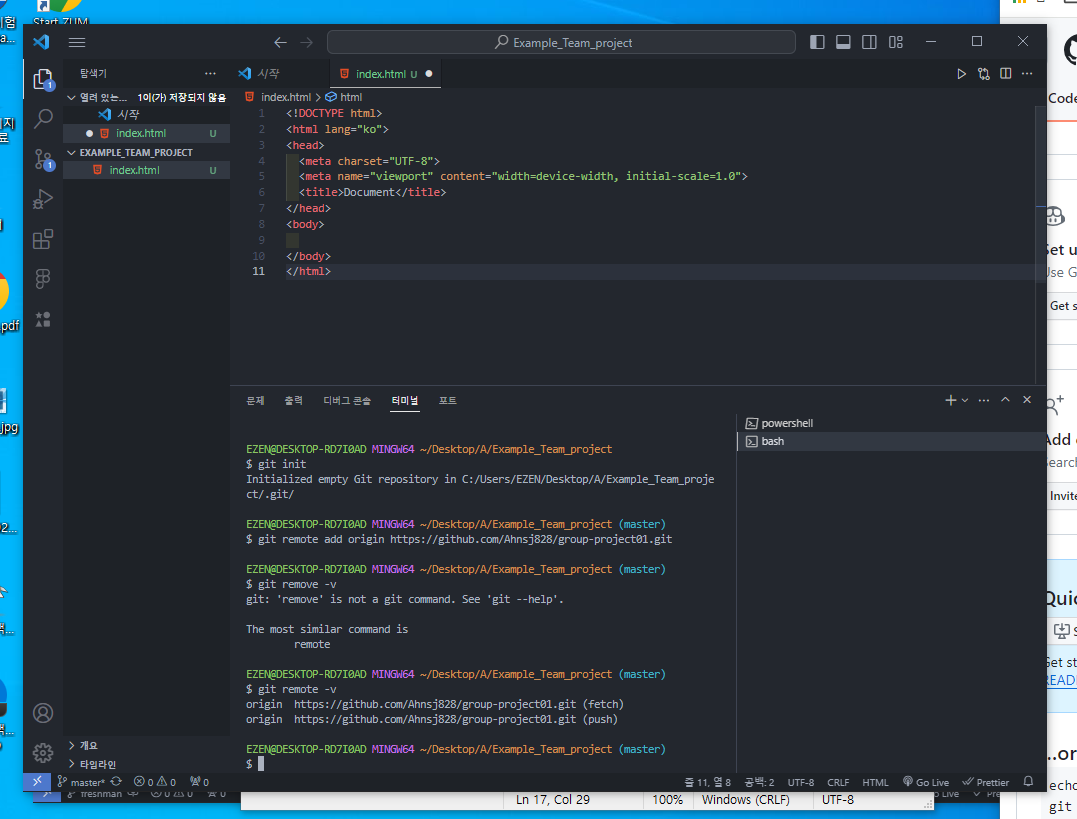 Start ZUM
Example_Team_project
탐색기
시작
index.html U
열려 있는... 1이(가) 저장되지 않음
시작
index.html U
EXAMPLE_TEAM_PROJECT
index.html U
index.html > html
1 <!DOCTYPE html>
2 <html lang="ko">
3 <head>
4 <meta charset="UTF-8">
5 <meta name="viewport" content="width=device-width, initial-scale=1.0">
6 <title>Document</title>
7 </head>
8 <body>
9
10 </body>
11 </html>
문제 출력 디버그 콘솔 터미널 포트
powershell
bash
EZEN@DESKTOP-RD7I0AD MINGW64 ~/Desktop/A/Example_Team_project
$ git init
Initialized empty Git repository in C:/Users/EZEN/Desktop/A/Example_Team_proje
ct/.git/
EZEN@DESKTOP-RD7I0AD MINGW64 ~/Desktop/A/Example_Team_project (master)
$ git remote add origin https://github.com/Ahnsj828/group-project01.git
EZEN@DESKTOP-RD7I0AD MINGW64 ~/Desktop/A/Example_Team_project (master)
$ git remove -v
git: 'remove' is not a git command. See 'git --help'.
The most similar command is
remote
EZEN@DESKTOP-RD7I0AD MINGW64 ~/Desktop/A/Example_Team_project (master)
$ git remote -v
origin https://github.com/Ahnsj828/group-project01.git (fetch)
origin https://github.com/Ahnsj828/group-project01.git (push)
EZEN@DESKTOP-RD7I0AD MINGW64 ~/Desktop/A/Example_Team_project (master)
$
개요
타임라인
1
1
master* 0 0 0
줄 11, 열 8 공백: 2 UTF-8 CRLF HTML Go Live Prettier
freshman
Ln 17, Col 29 100% Windows (CRLF) UTF-8
.pdf
.jpg
Code
Set u
Use G
Get s
Add
Search
Invite
Quic
Get st
READ
...or
echo
git